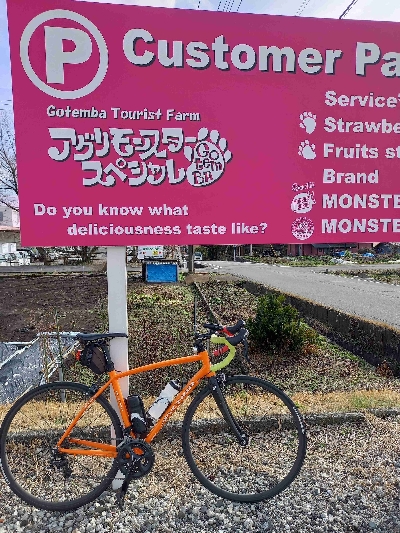 P Customer Pa
Gotemba Tourist Farm
アグリモンスター
スペシャル
Do you know what
deliciousness taste like?
Service
Strawbe
Fruits st
Brand
MONSTE
MONSTE